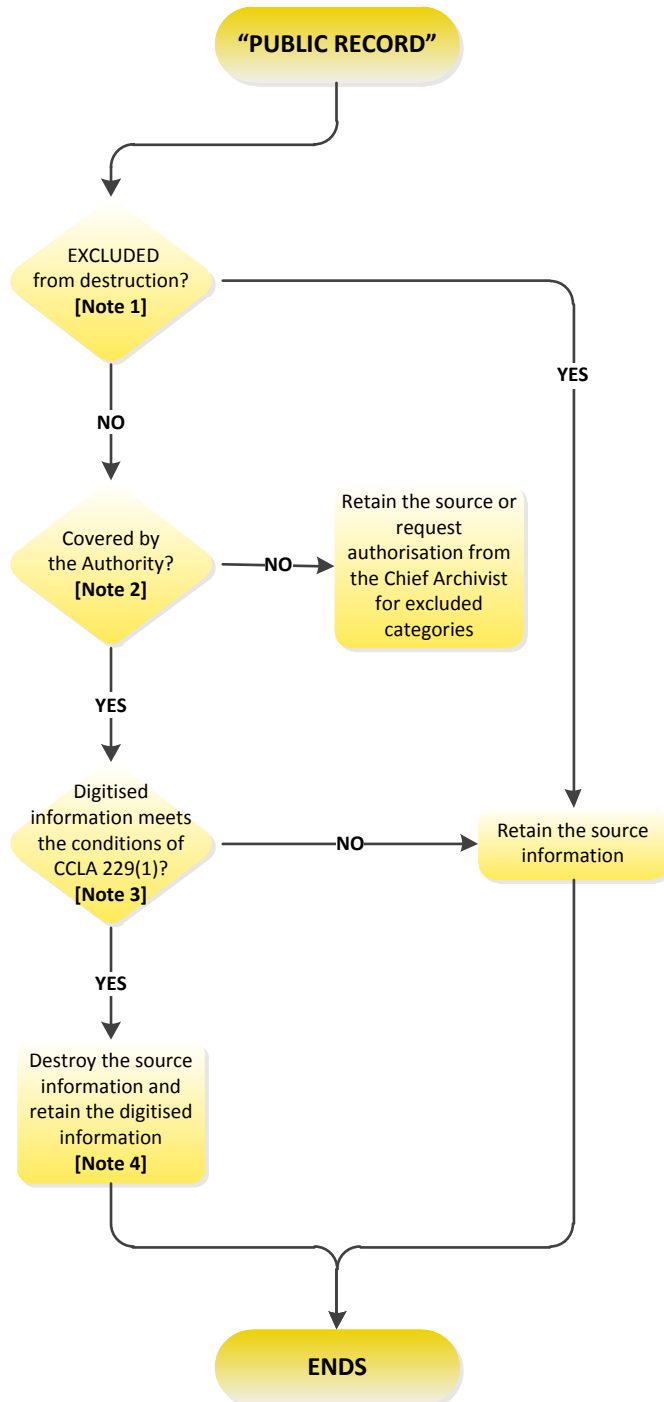 “PUBLIC RECORD”
EXCLUDED
from destruction?
[Note 1]
YES
NO
Covered by
the Authority?
[Note 2]
NO
Retain the source or
request
authorisation from
the Chief Archivist
for excluded
categories
YES
Digitised
information meets
the conditions of
CCLA 229(1)?
[Note 3]
NO
Retain the source
information
YES
Destroy the source
information and
retain the digitised
information
[Note 4]
ENDS